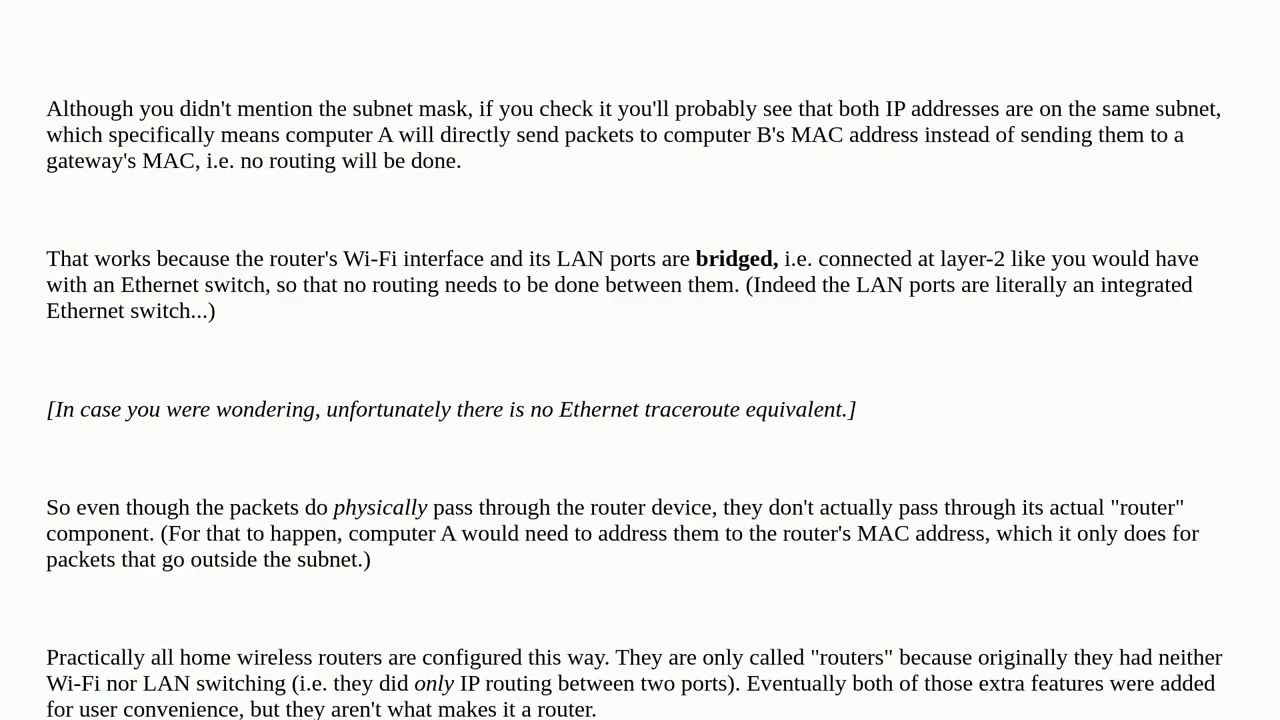 Although you didn't mention the subnet mask, if you check it you'll probably see that both IP addresses are on the same subnet,
which specifically means computer A will directly send packets to computer B's MAC address instead of sending them to a
gateway's MAC, i.e. no routing will be done.
That works because the router's Wi-Fi interface and its LAN ports are bridged, i.e. connected at layer-2 like you would have
with an Ethernet switch, so that no routing needs to be done between them. (Indeed the LAN ports are literally an integrated
Ethernet switch...)
[In case you were wondering, unfortunately there is no Ethernet traceroute equivalent.]
So even though the packets do physically pass through the router device, they don't actually pass through its actual "router"
component. (For that to happen, computer A would need to address them to the router's MAC address, which it only does for
packets that go outside the subnet.)
Practically all home wireless routers are configured this way. They are only called "routers" because originally they had neither
Wi-Fi nor LAN switching (i.e. they did only IP routing between two ports). Eventually both of those extra features were added
for user convenience, but they aren't what makes it a router.